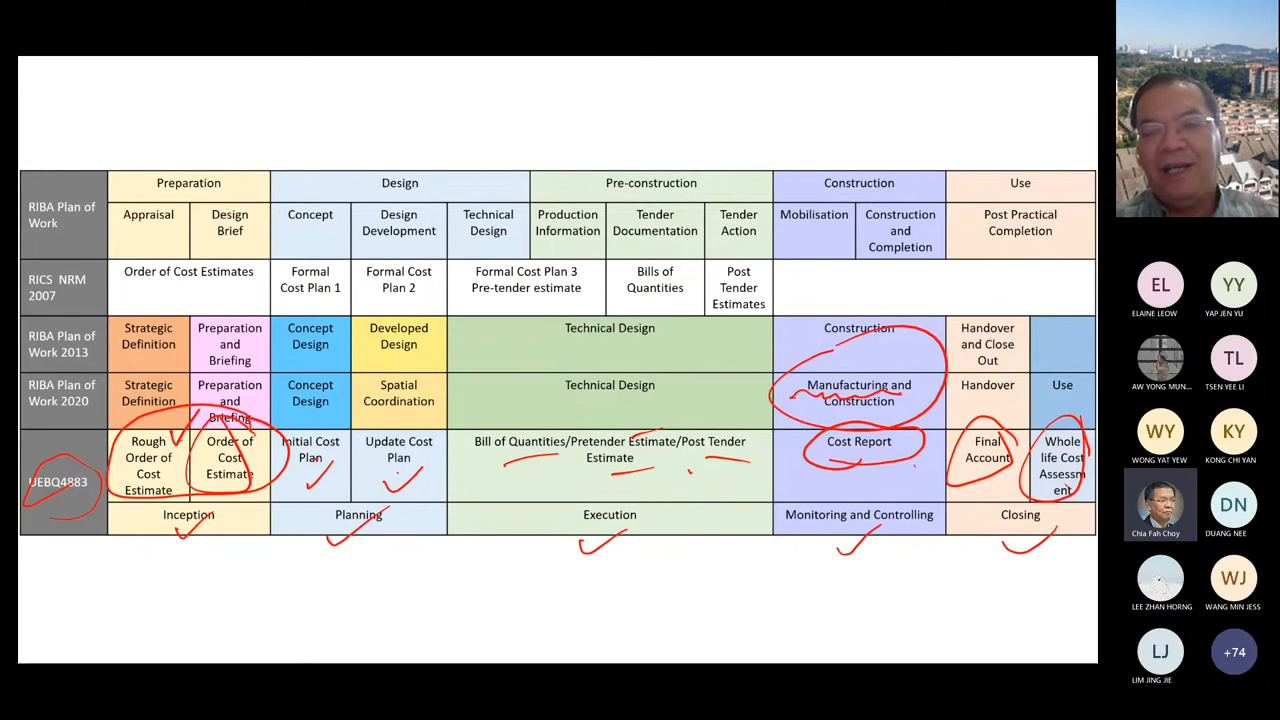 RIBA Plan of
Work
Preparation
Design
Pre-construction
Construction
Use
Appraisal
Design
Brief
Concept
Design
Development
Technical
Design
Production
Information
Tender
Documentation
Tender
Action
Mobilisation
Construction
and
Completion
Post Practical
Completion
RICS NRM
2007
Order of Cost Estimates
Formal
Cost Plan 1
Formal Cost
Plan 2
Formal Cost Plan 3
Pre-tender estimate
Bills of
Quantities
Post
Tender
Estimates
RIBA Plan of
Work 2013
Strategic
Definition
Preparation
and
Briefing
Concept
Design
Developed
Design
Technical Design
Construction
Handover
and Close
Out
RIBA Plan of
Work 2020
Strategic
Definition
Preparation
and
Briefing
Concept
Design
Spatial
Coordination
Technical Design
Manufacturing and
Construction
Handover
Use
UEBQ4883
Rough
Order of
Cost
Estimate
Order of
Cost
Estimate
Initial Cost
Plan
Update Cost
Plan
Bill of Quantities/Pretender Estimate/Post Tender
Estimate
Cost Report
Final
Account
Whole
life Cost
Assessm
ent
Inception
Planning
Execution
Monitoring and Controlling
Closing
EL
ELAINE LEOW
YY
YAP JEN YU
AW YONG MUN...
TL
TSEN YEE LI
WY
WONG YAT YEW
KY
KONG CHI YAN
Chia Fah Choy
DN
DUANG NEE
LEE ZHAN HORNG
WJ
WANG MIN JESS
LJ
LIM JING JIE
+74